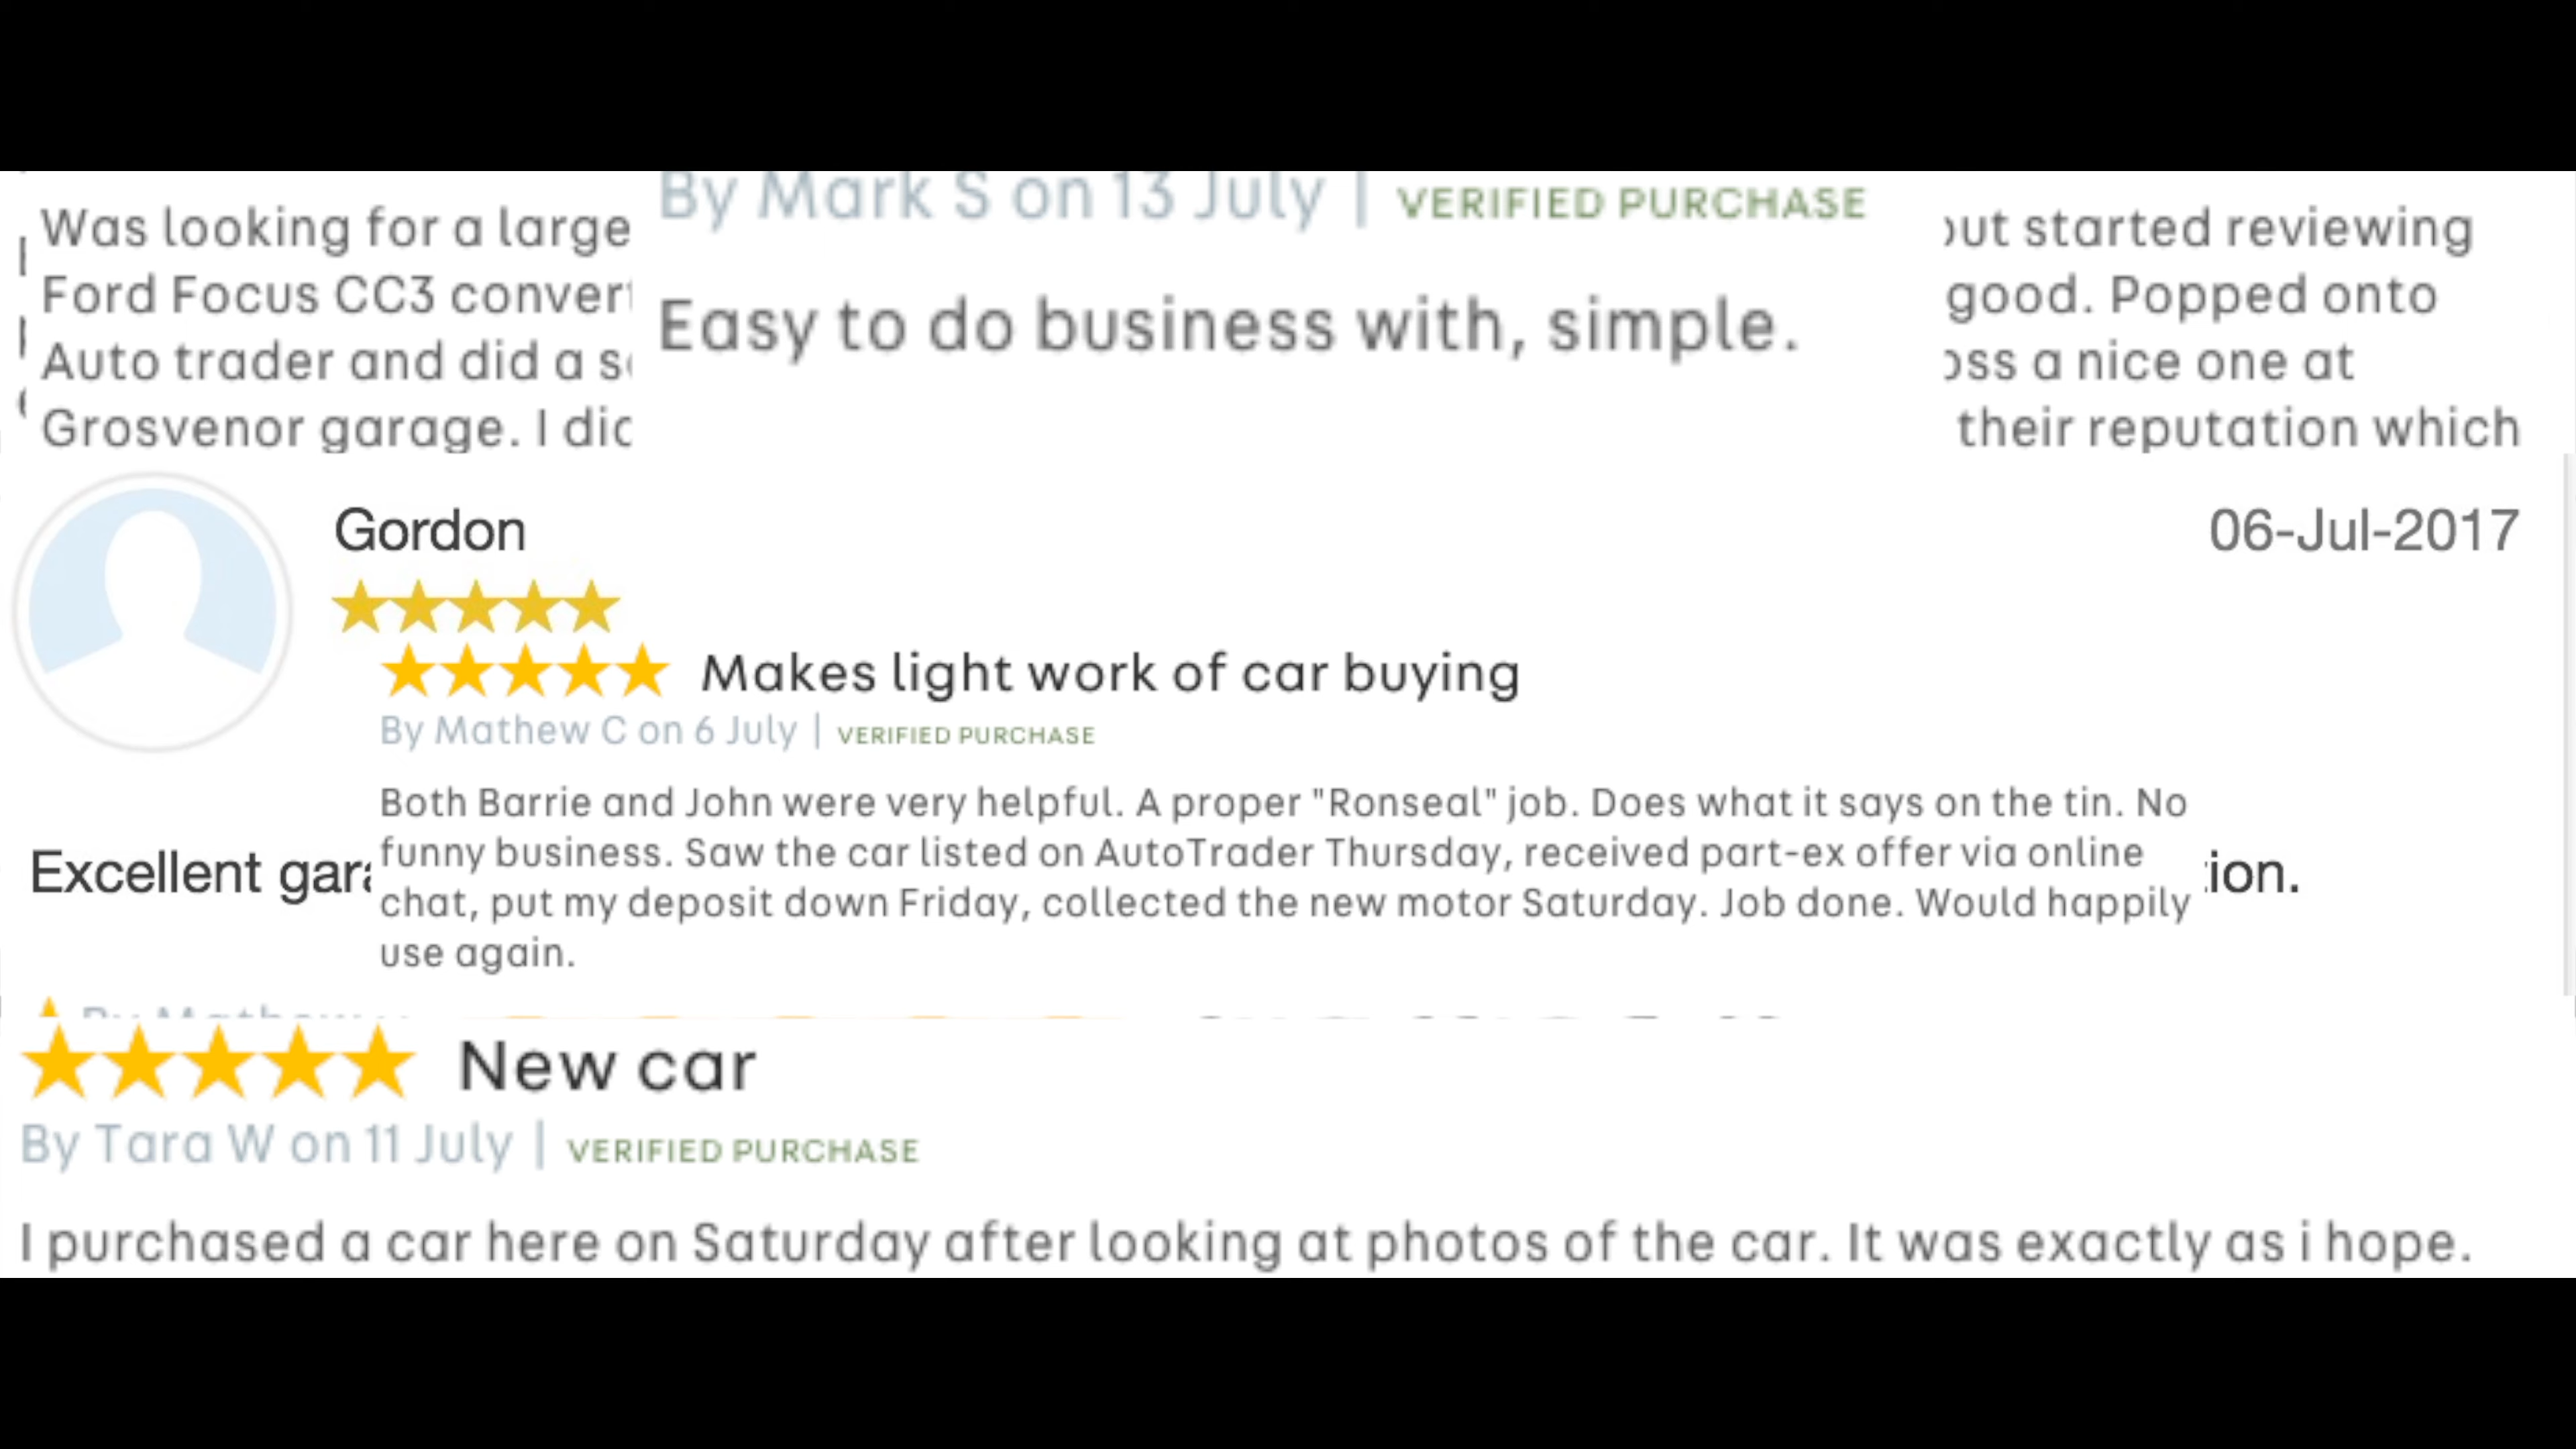 By Mark S on 13 July | VERIFIED PURCHASE
Easy to do business with, simple.
Was looking for a large
Ford Focus CC3
Auto trader and did a
Grosvenor garage. I
started reviewing
good. Popped onto
a nice one at
their reputation which
Gordon
06-Jul-2017
Makes light work of car buying
By Mathew C on 6 July | VERIFIED PURCHASE
Both Barrie and John were very helpful. A proper "Ronseal" job. Does what it says on the tin. No
funny business. Saw the car listed on AutoTrader Thursday, received part-ex offer via online
chat, put my deposit down Friday, collected the new motor Saturday. Job done. Would happily
use again.
Excellent
New car
By Tara W on 11 July | VERIFIED PURCHASE
I purchased a car here on Saturday after looking at photos of the car. It was exactly as i hope.